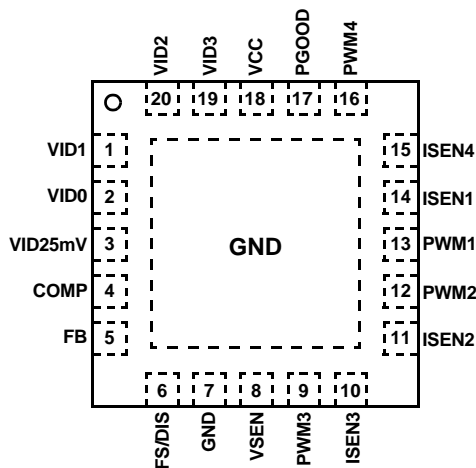 VID2 VID3 VCC PGOOD PWM4
20 19 18 17 16
VID1 1 15 ISEN4
VID0 2 14 ISEN1
VID25mV 3 GND 13 PWM1
COMP 4 12 PWM2
FB 5 11 ISEN2
6 7 8 9 10
FS/DIS GND VSEN PWM3 ISEN3